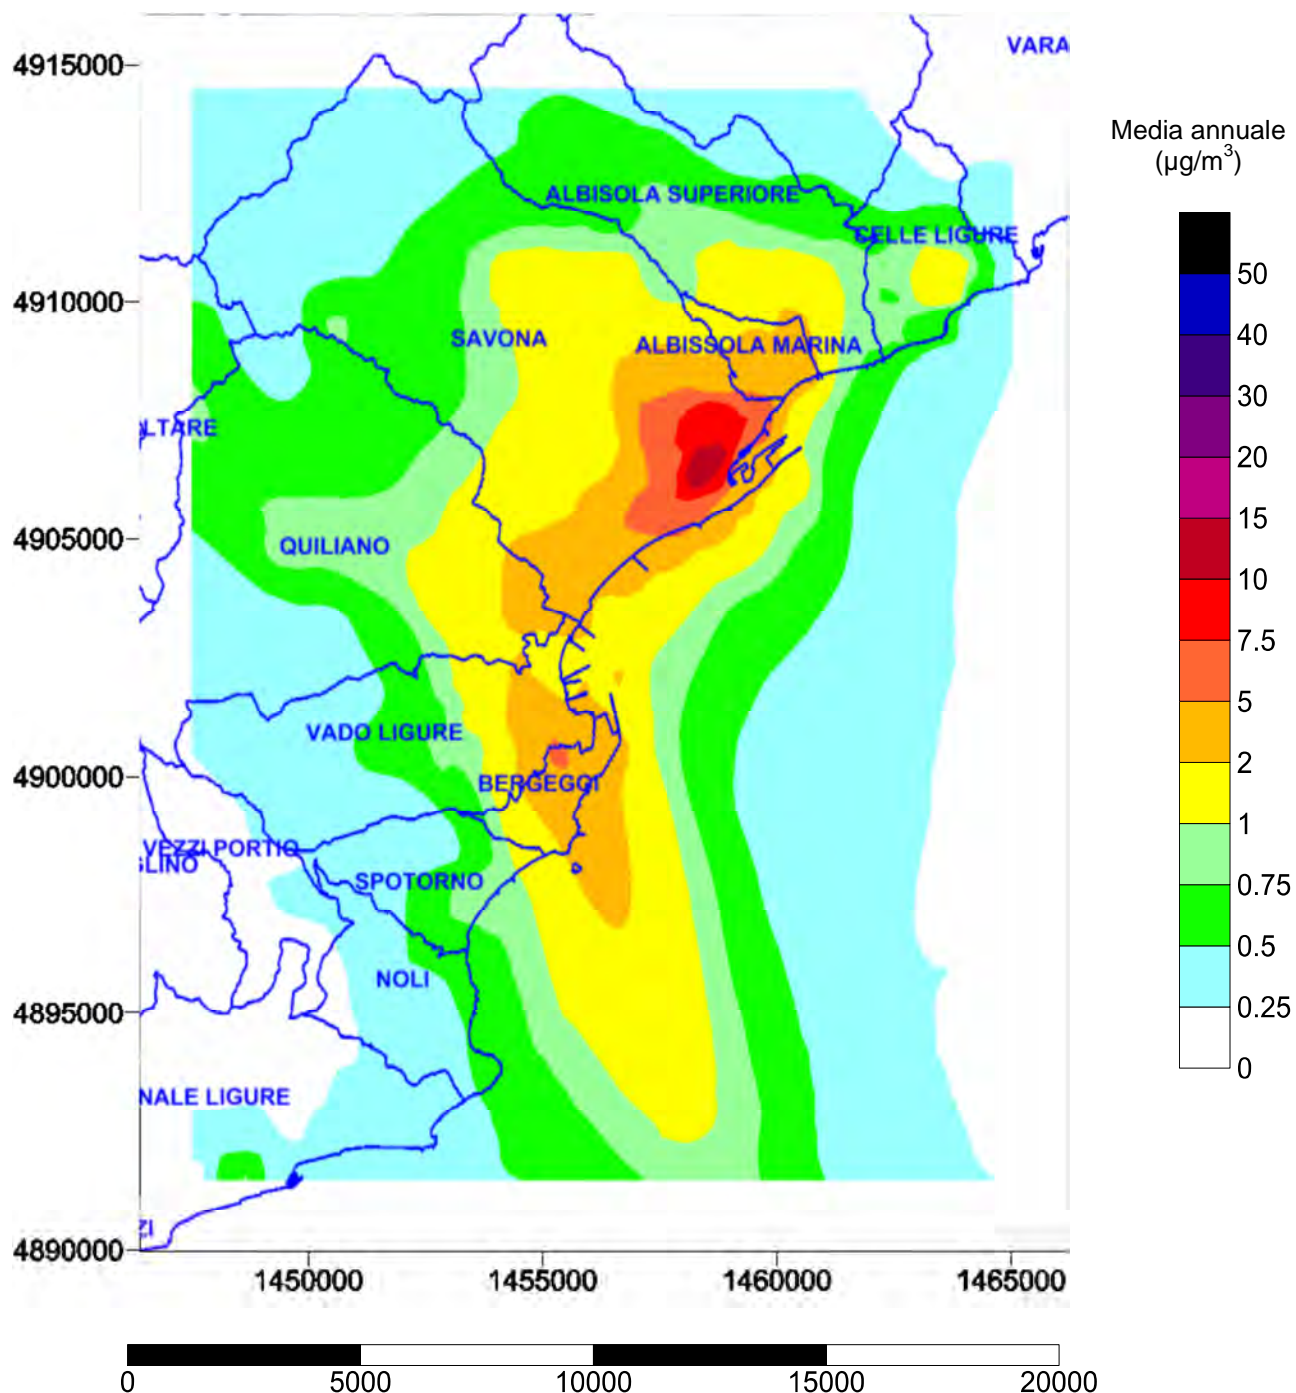 4915000
VARA
Media annuale
(µg/m³)
ALBISOLA SUPERIORE
CELLE LIGURE
50
4910000
40
SAVONA
ALBISSOLA MARINA
30
LTARE
20
15
4905000
QUILIANO
10
7.5
5
VADO LIGURE
2
4900000
BERGEGGI
1
VEZZI PORTIO
GLINO
SPOTORNO
0.75
0.5
NOLI
4895000
0.25
0
NALE LIGURE
ZI
4890000
1450000 1455000 1460000 1465000
0 5000 10000 15000 20000